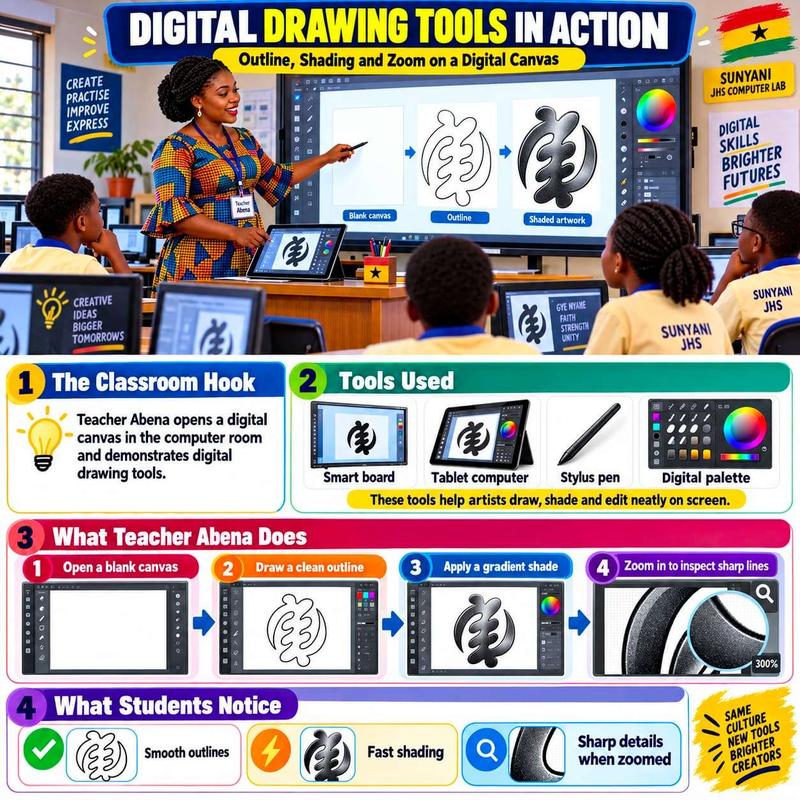 DIGITAL DRAWING TOOLS IN ACTION
Outline, Shading and Zoom on a Digital Canvas
SUNYANI
JHS COMPUTER LAB
CREATE
PRACTISE
IMPROVE
EXPRESS
DIGITAL
SKILLS
BRIGHTER
FUTURES
Teacher
Abena
Blank canvas
Outline
Shaded artwork
CREATIVE
IDEAS
BIGGER
TOMORROWS
GYE NYAME
FAITH
STRENGTH
UNITY
SUNYANI
JHS
SUNYANI
JHS
1 The Classroom Hook
Teacher Abena opens a digital
canvas in the computer room
and demonstrates digital
drawing tools.
2 Tools Used
Smart board
Tablet computer
Stylus pen
Digital palette
These tools help artists draw, shade and edit neatly on screen.
3 What Teacher Abena Does
1 Open a blank canvas
2 Draw a clean outline
3 Apply a gradient shade
4 Zoom in to inspect sharp lines
300%
4 What Students Notice
Smooth outlines
Fast shading
Sharp details
when zoomed
SAME
CULTURE
NEW TOOLS
BRIGHTER
CREATORS